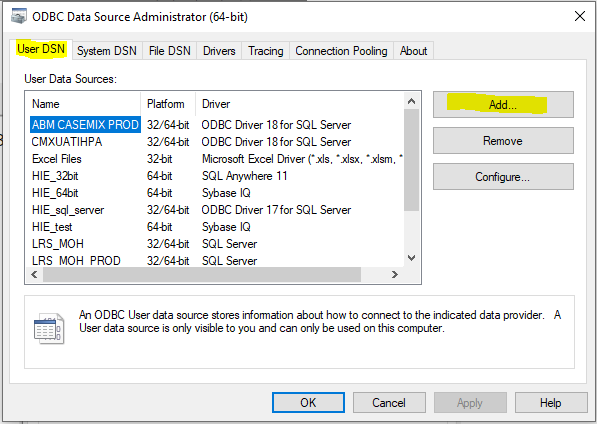 ODBC Data Source Administrator (64-bit)
User DSN System DSN File DSN Drivers Tracing Connection Pooling About
User Data Sources:
Name Platform Driver
ABM CASEMIX PROD 32/64-bit ODBC Driver 18 for SQL Server
CMXUATIHPA 32/64-bit ODBC Driver 18 for SQL Server
Excel Files 32-bit Microsoft Excel Driver (*.xls, *.xlsx, *.xlsm, *
HIE_32bit 64-bit SQL Anywhere 11
HIE_64bit 64-bit Sybase IQ
HIE_sql_server 32/64-bit ODBC Driver 17 for SQL Server
HIE_test 64-bit Sybase IQ
LRS_MOH 32/64-bit SQL Server
LRS_MOH_PROD 32/64-bit SQL Server
Add...
Remove
Configure...
An ODBC User data source stores information about how to connect to the indicated data provider. A
User data source is only visible to you and can only be used on this computer.
OK Cancel Apply Help